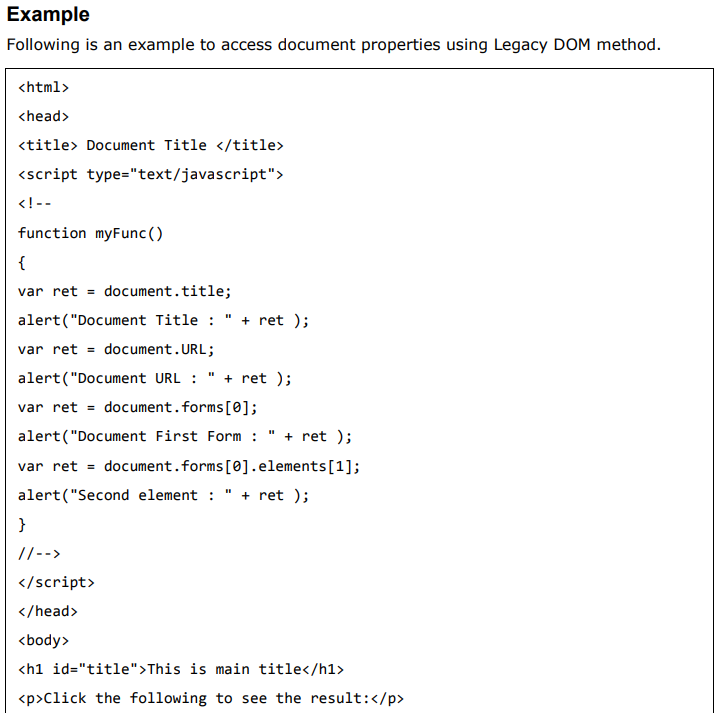 Example
Following is an example to access document properties using Legacy DOM method.
<html>
<head>
<title> Document Title </title>
<script type="text/javascript">
<!--
function myFunc()
{
var ret = document.title;
alert("Document Title : " + ret );
var ret = document.URL;
alert("Document URL : " + ret );
var ret = document.forms[0];
alert("Document First Form : " + ret );
var ret = document.forms[0].elements[1];
alert("Second element : " + ret );
}
//-->
</script>
</head>
<body>
<h1 id="title">This is main title</h1>
<p>Click the following to see the result:</p>